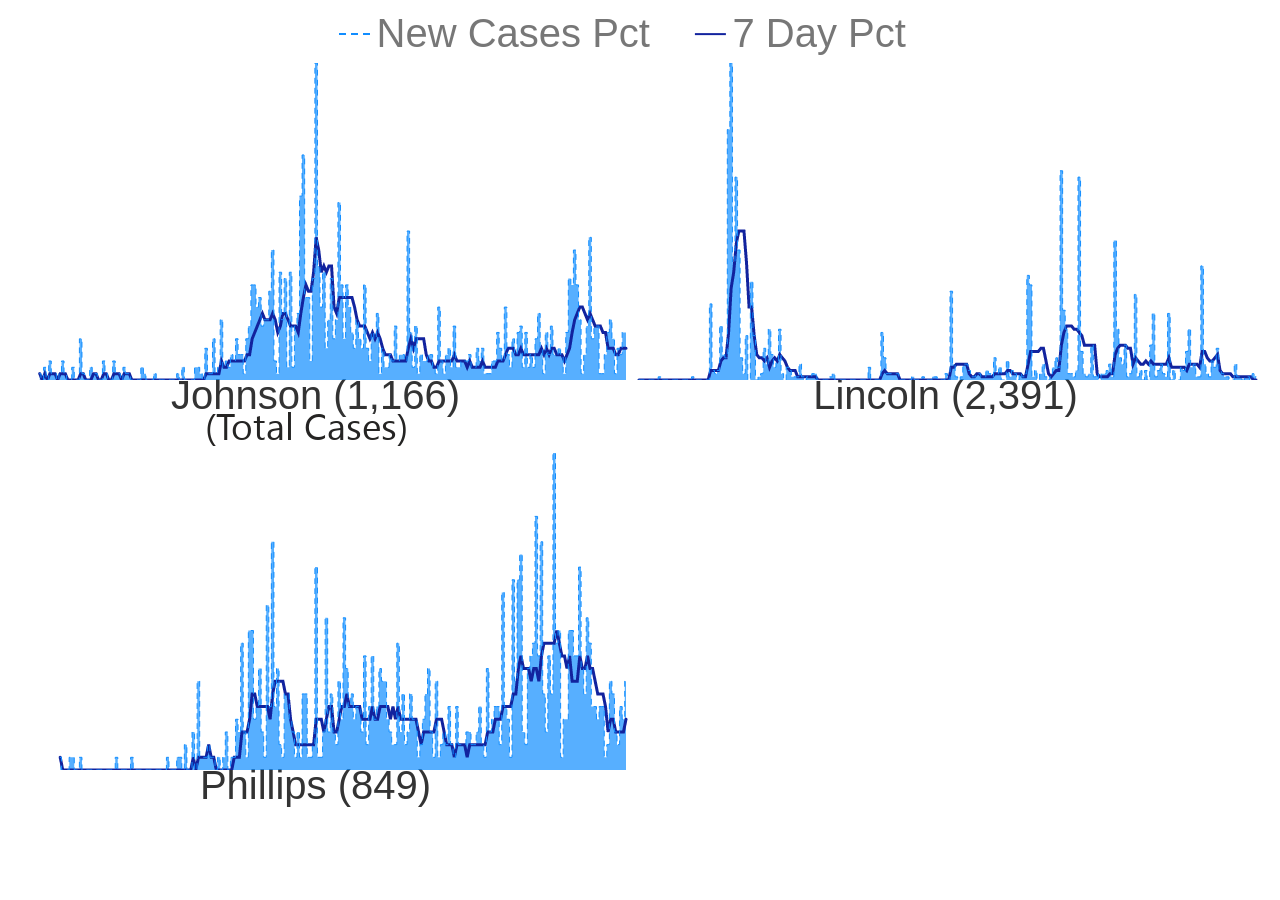 New Cases Pct 7 Day Pct
Johnson (1,166) Lincoln (2,391)
(Total Cases)
Phillips (849)